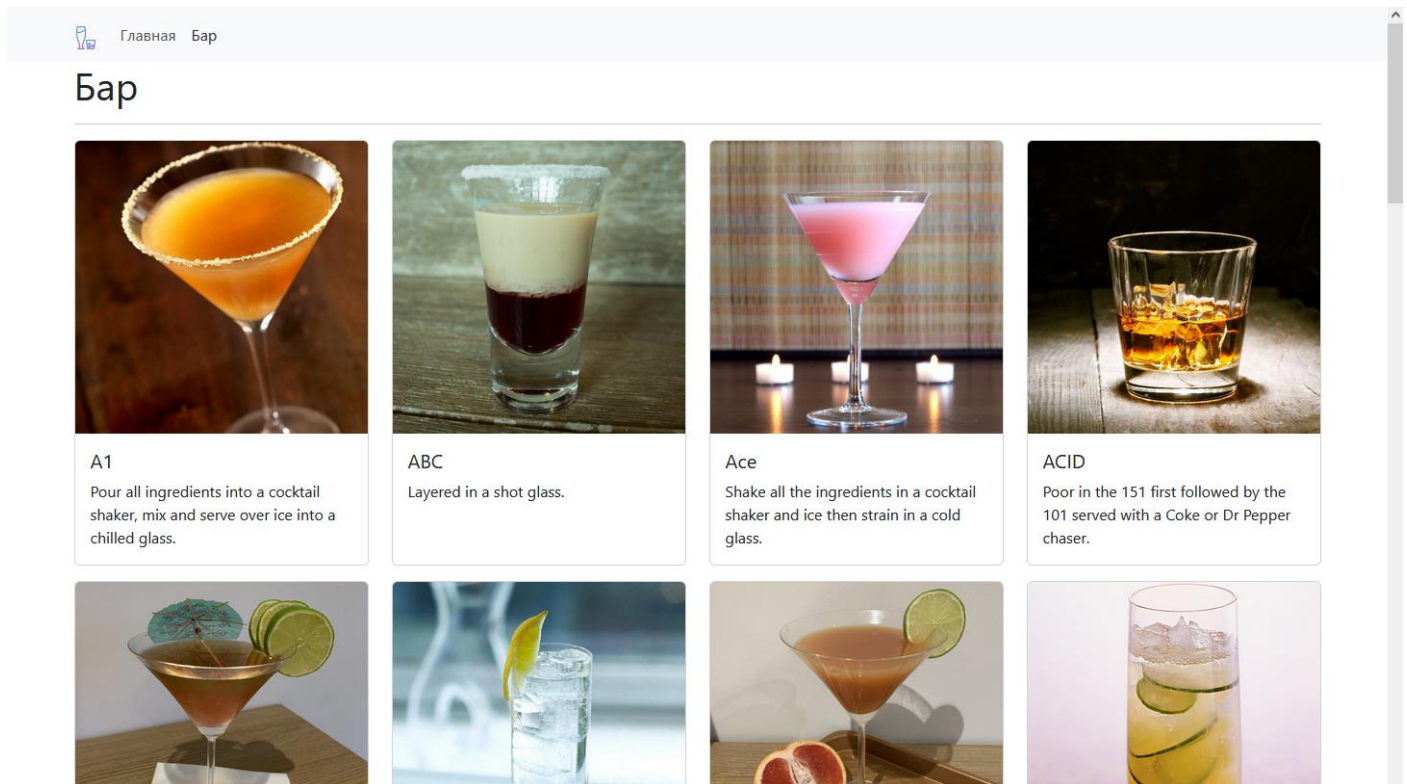 Главная Бар
Бар
A1
Pour all ingredients into a cocktail
shaker, mix and serve over ice into a
chilled glass.
ABC
Layered in a shot glass.
Ace
Shake all the ingredients in a cocktail
shaker and ice then strain in a cold
glass.
ACID
Poor in the 151 first followed by the
101 served with a Coke or Dr Pepper
chaser.